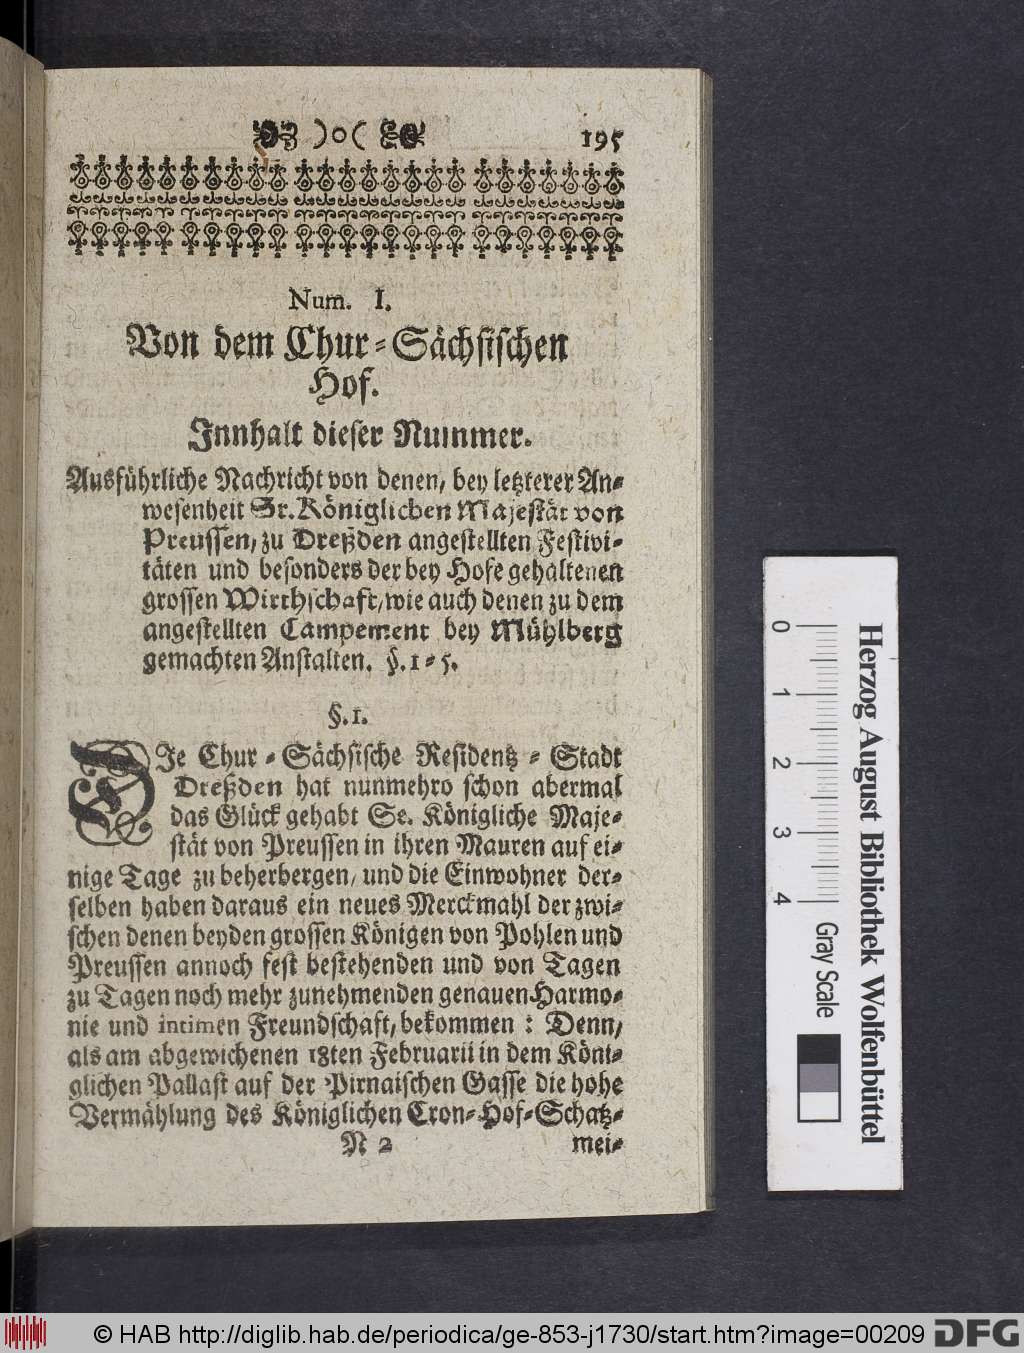 )o( 195
Num. I.
Von dem Chur-Sächsischen
Hof.
Innhalt dieser Nummer.
Ausführliche Nachricht von denen, bey letzterer An-
wesenheit Sr. Königlichen Majestät von
Preussen, zu Dreßden angestellten Festivi-
täten und besonders der bey Hofe gehaltenen
grossen Wirthschaft, wie auch denen zu dem
angestellten Campement bey Mühlberg
gemachten Anstalten. §. 1-5.
§. 1.
DIe Chur-Sächsische Residentz-Stadt
Dreßden hat nunmehro schon abermal
das Glück gehabt Se. Königliche Maje-
stät von Preussen in ihren Mauren auf ei-
nige Tage zu beherbergen, und die Einwohner der-
selben haben daraus ein neues Merckmahl der zwi-
schen denen beyden grossen Königen von Pohlen und
Preussen annoch fest bestehenden und von Tagen
zu Tagen noch mehr zunehmenden genauen Harmo-
nie und intimen Freundschaft, bekommen: Denn,
als am abgewichenen 18ten Februarii in dem Köni-
glichen Pallast auf der Pirnaischen Gasse die hohe
Vermählung des Königlichen Cron-Hof-Schatz-
N 2 mei-
Herzog August Bibliothek Wolfenbüttel
0 1 2 3 4 Gray Scale
© HAB http://diglib.hab.de/periodica/ge-853-j1730/start.htm?image=00209 DFG